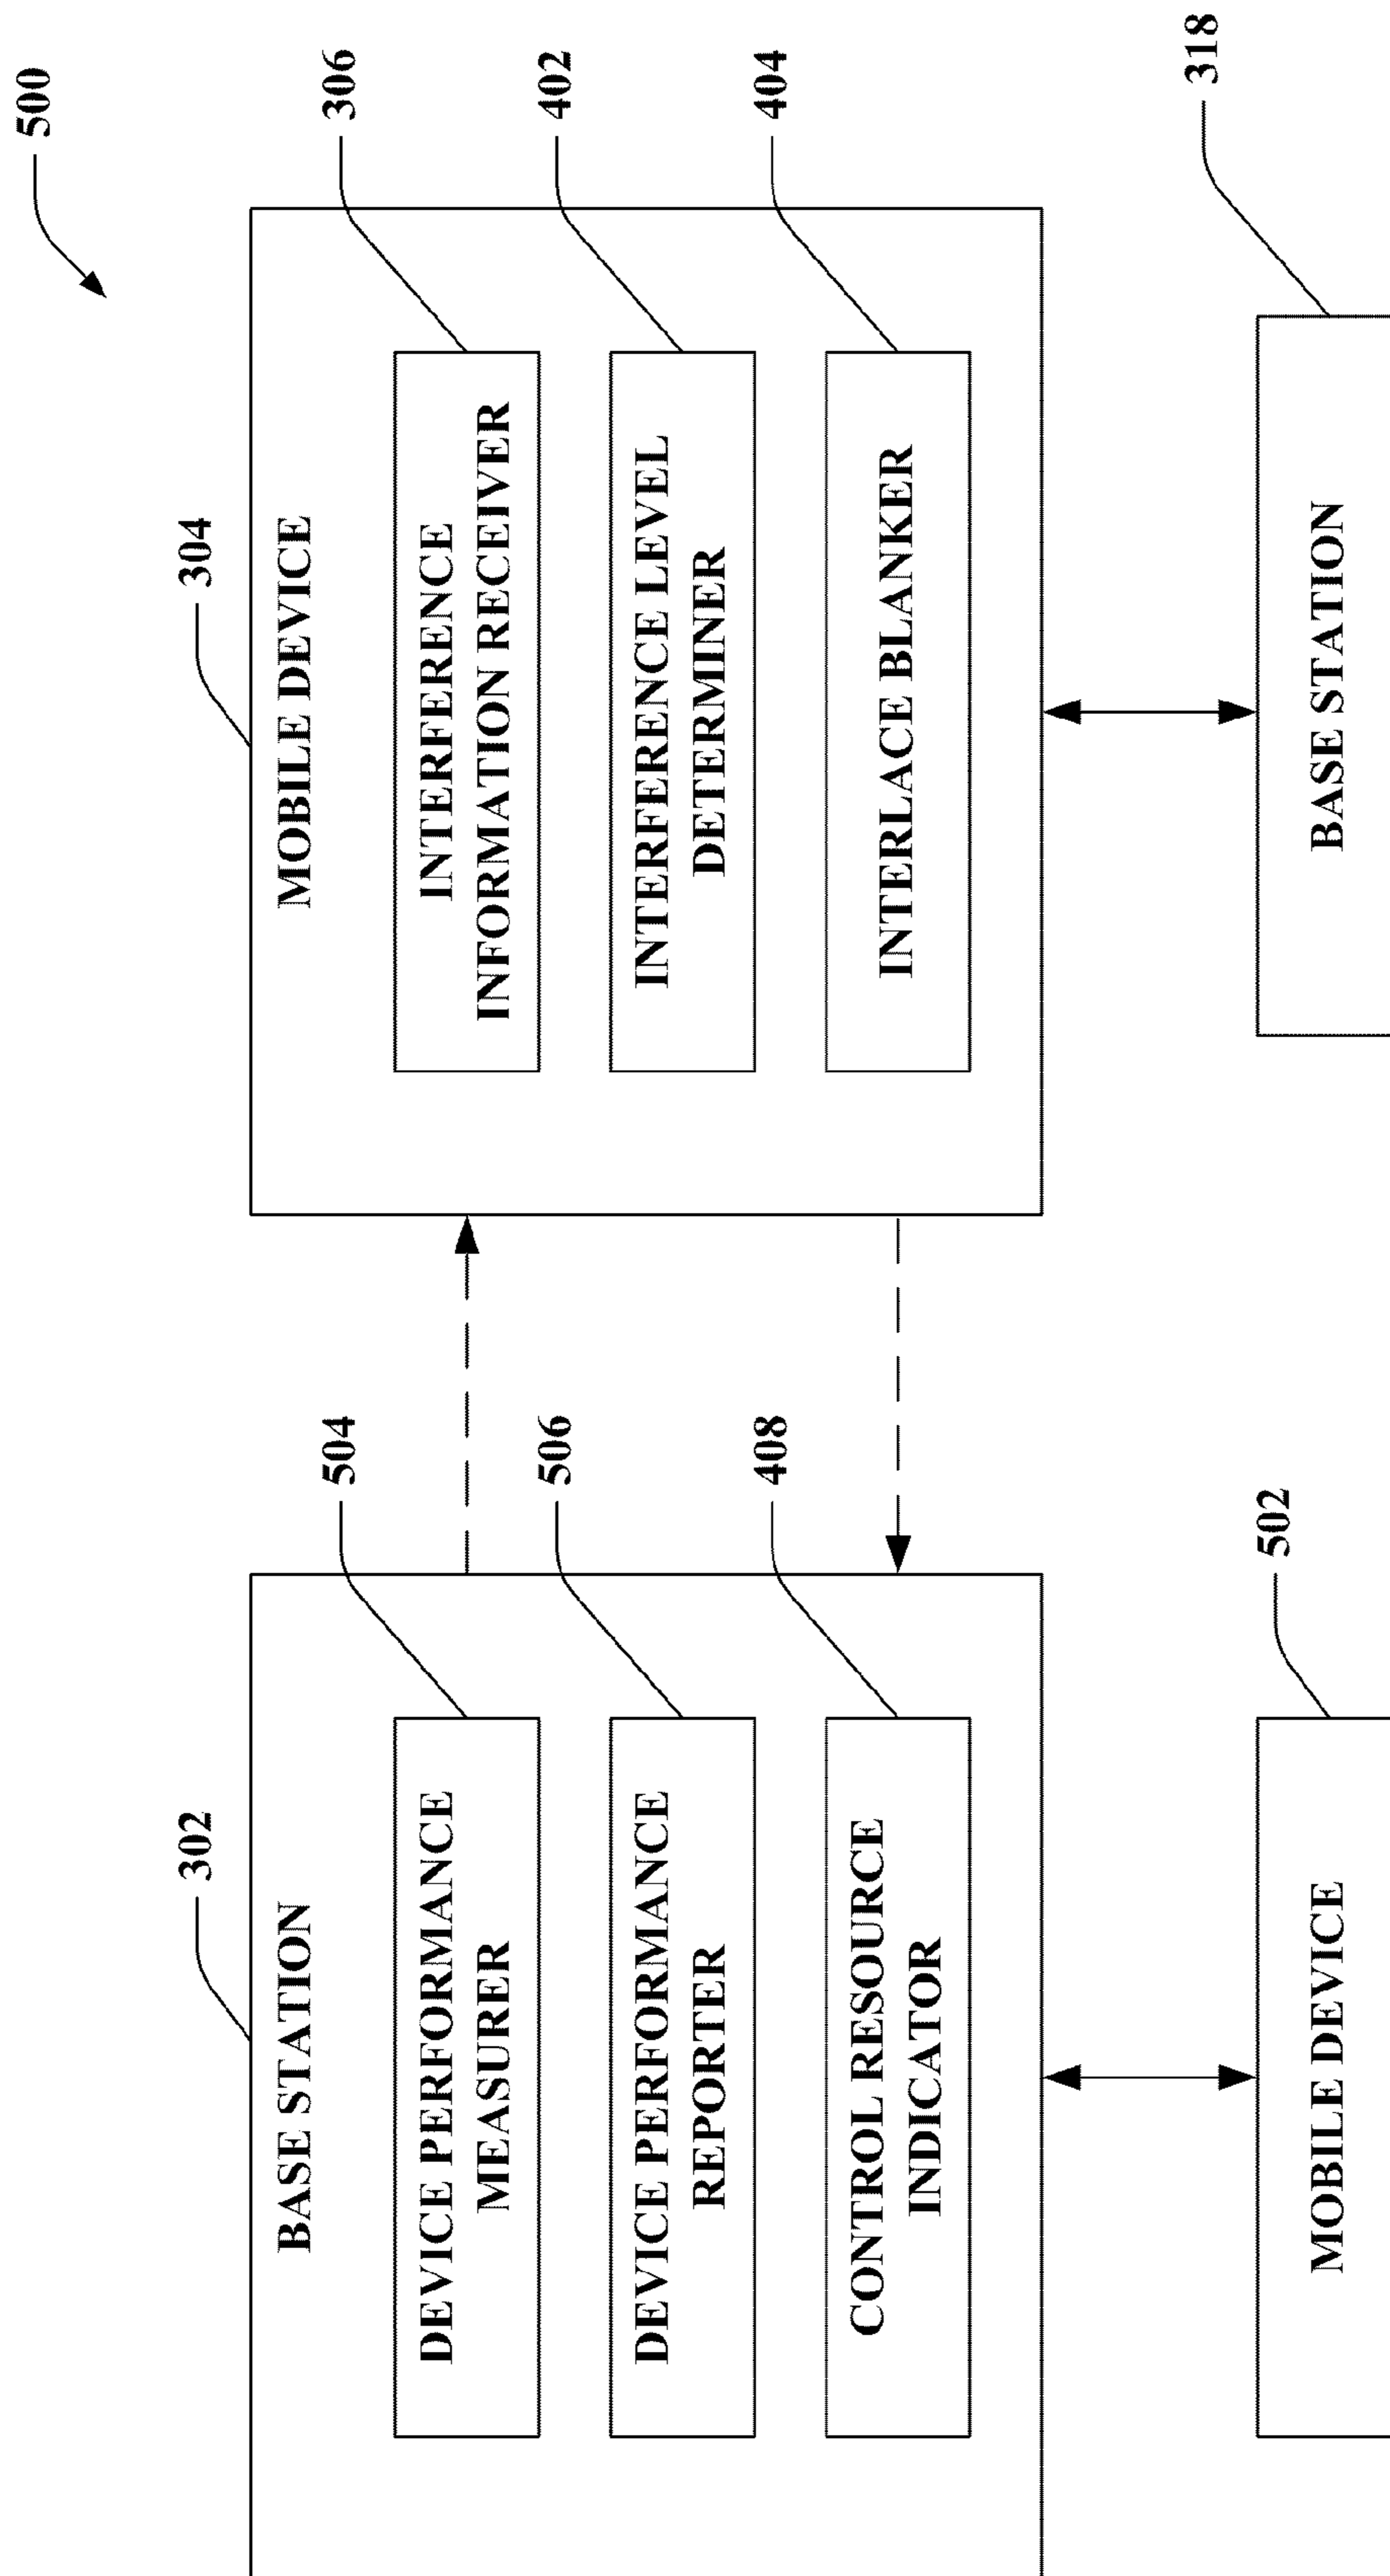 500
302
BASE STATION
504
DEVICE PERFORMANCE
MEASURER
506
DEVICE PERFORMANCE
REPORTER
408
CONTROL RESOURCE
INDICATOR
502
MOBILE DEVICE
304
MOBILE DEVICE
306
INTERFERENCE
INFORMATION RECEIVER
402
INTERFERENCE LEVEL
DETERMINER
404
INTERLACE BLANKER
318
BASE STATION